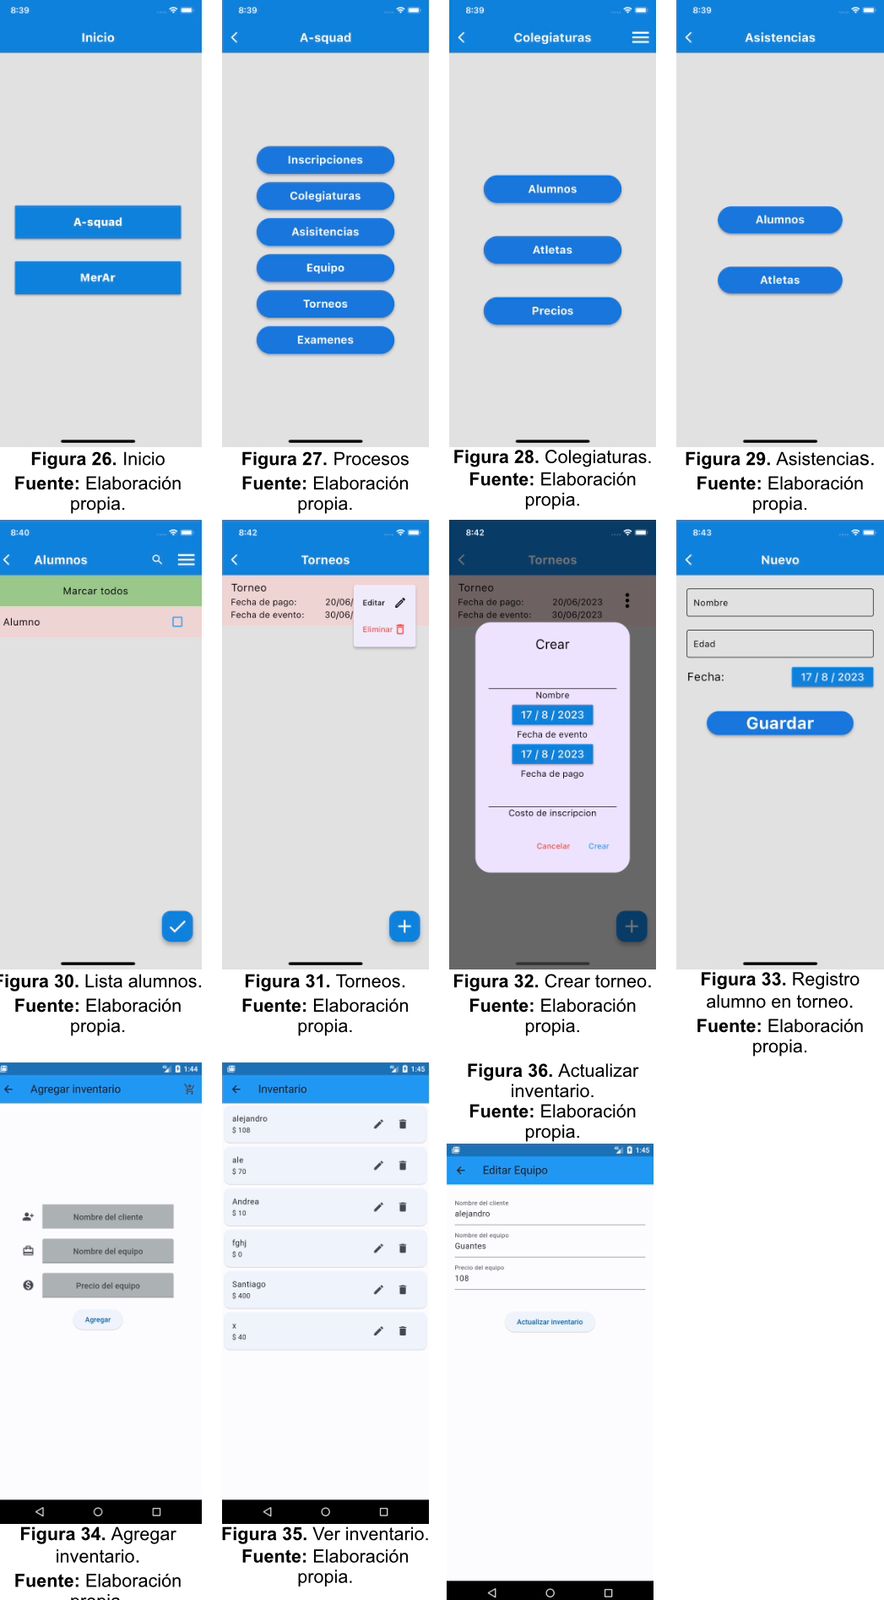 8:39
Inicio
A-squad
MerAr
Figura 26. Inicio
Fuente: Elaboración
propia.
8:39
A-squad
Inscripciones
Colegiaturas
Asisitencias
Equipo
Torneos
Examenes
Figura 27. Procesos
Fuente: Elaboración
propia.
8:39
Colegiaturas
Alumnos
Atletas
Precios
Figura 28. Colegiaturas.
Fuente: Elaboración
propia.
8:39
Asistencias
Alumnos
Atletas
Figura 29. Asistencias.
Fuente: Elaboración
propia.
8:40
Alumnos
Marcar todos
Alumno
Figura 30. Lista alumnos.
Fuente: Elaboración
propia.
8:42
Torneos
Torneo
Fecha de pago: 20/06/
Fecha de evento: 30/06/
Editar
Eliminar
Figura 31. Torneos.
Fuente: Elaboración
propia.
8:42
Torneos
Torneo
Fecha de pago: 20/06/2023
Fecha de evento: 30/06/2023
Crear
Nombre
17 / 8 / 2023
Fecha de evento
17 / 8 / 2023
Fecha de pago
Costo de inscripcion
Cancelar Crear
Figura 32. Crear torneo.
Fuente: Elaboración
propia.
8:43
Nuevo
Nombre
Edad
Fecha: 17 / 8 / 2023
Guardar
Figura 33. Registro
alumno en torneo.
Fuente: Elaboración
propia.
1:44
Agregar inventario
Nombre del cliente
Nombre del equipo
Precio del equipo
Agregar
Figura 34. Agregar
inventario.
Fuente: Elaboración
propia.
1:45
Inventario
alejandro
$ 108
ale
$ 70
Andrea
$ 10
fghj
$ 0
Santiago
$ 400
x
$ 40
Figura 35. Ver inventario.
Fuente: Elaboración
propia.
Figura 36. Actualizar
inventario.
Fuente: Elaboración
propia.
1:45
Editar Equipo
Nombre del cliente
alejandro
Nombre del equipo
Guantes
Precio del equipo
108
Actualizar inventario